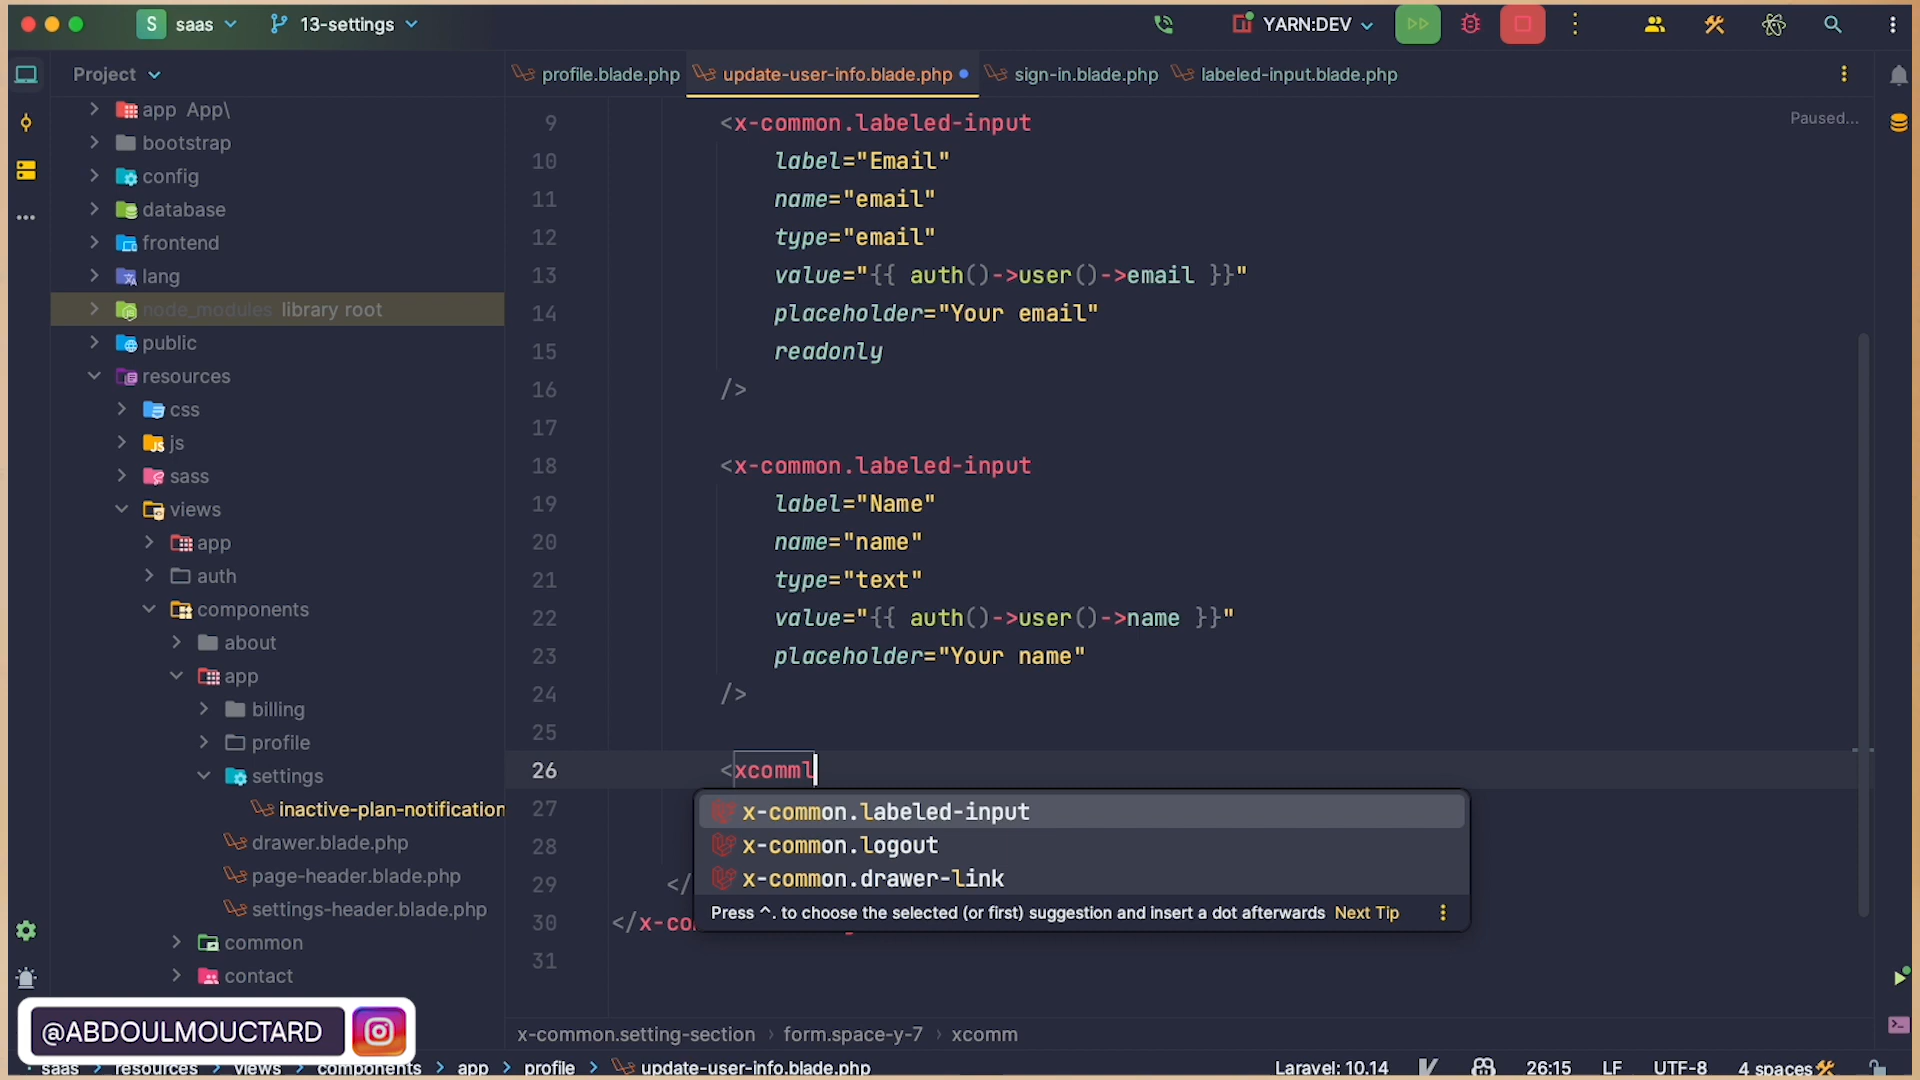 S saas 13-settings YARN:DEV
Project
profile.blade.php update-user-info.blade.php sign-in.blade.php labeled-input.blade.php
Paused...
app App\
bootstrap
config
database
frontend
lang
node_modules library root
public
resources
css
js
sass
views
app
auth
components
about
app
billing
profile
settings
inactive-plan-notification
drawer.blade.php
page-header.blade.php
settings-header.blade.php
common
contact
9 <x-common.labeled-input
10 label="Email"
11 name="email"
12 type="email"
13 value="{{ auth()->user()->email }}"
14 placeholder="Your email"
15 readonly
16 />
17
18 <x-common.labeled-input
19 label="Name"
20 name="name"
21 type="text"
22 value="{{ auth()->user()->name }}"
23 placeholder="Your name"
24 />
25
26 <xcomml
27 x-common.labeled-input
28 x-common.logout
29 </ x-common.drawer-link
Press ^. to choose the selected (or first) suggestion and insert a dot afterwards Next Tip
30 </x-co
31
@ABDOULMOUCTARD
x-common.setting-section › form.space-y-7 › xcomm
saas > resources > views > components > app > profile > update-user-info.blade.php Laravel: 10.14 26:15 LF UTF-8 4 spaces